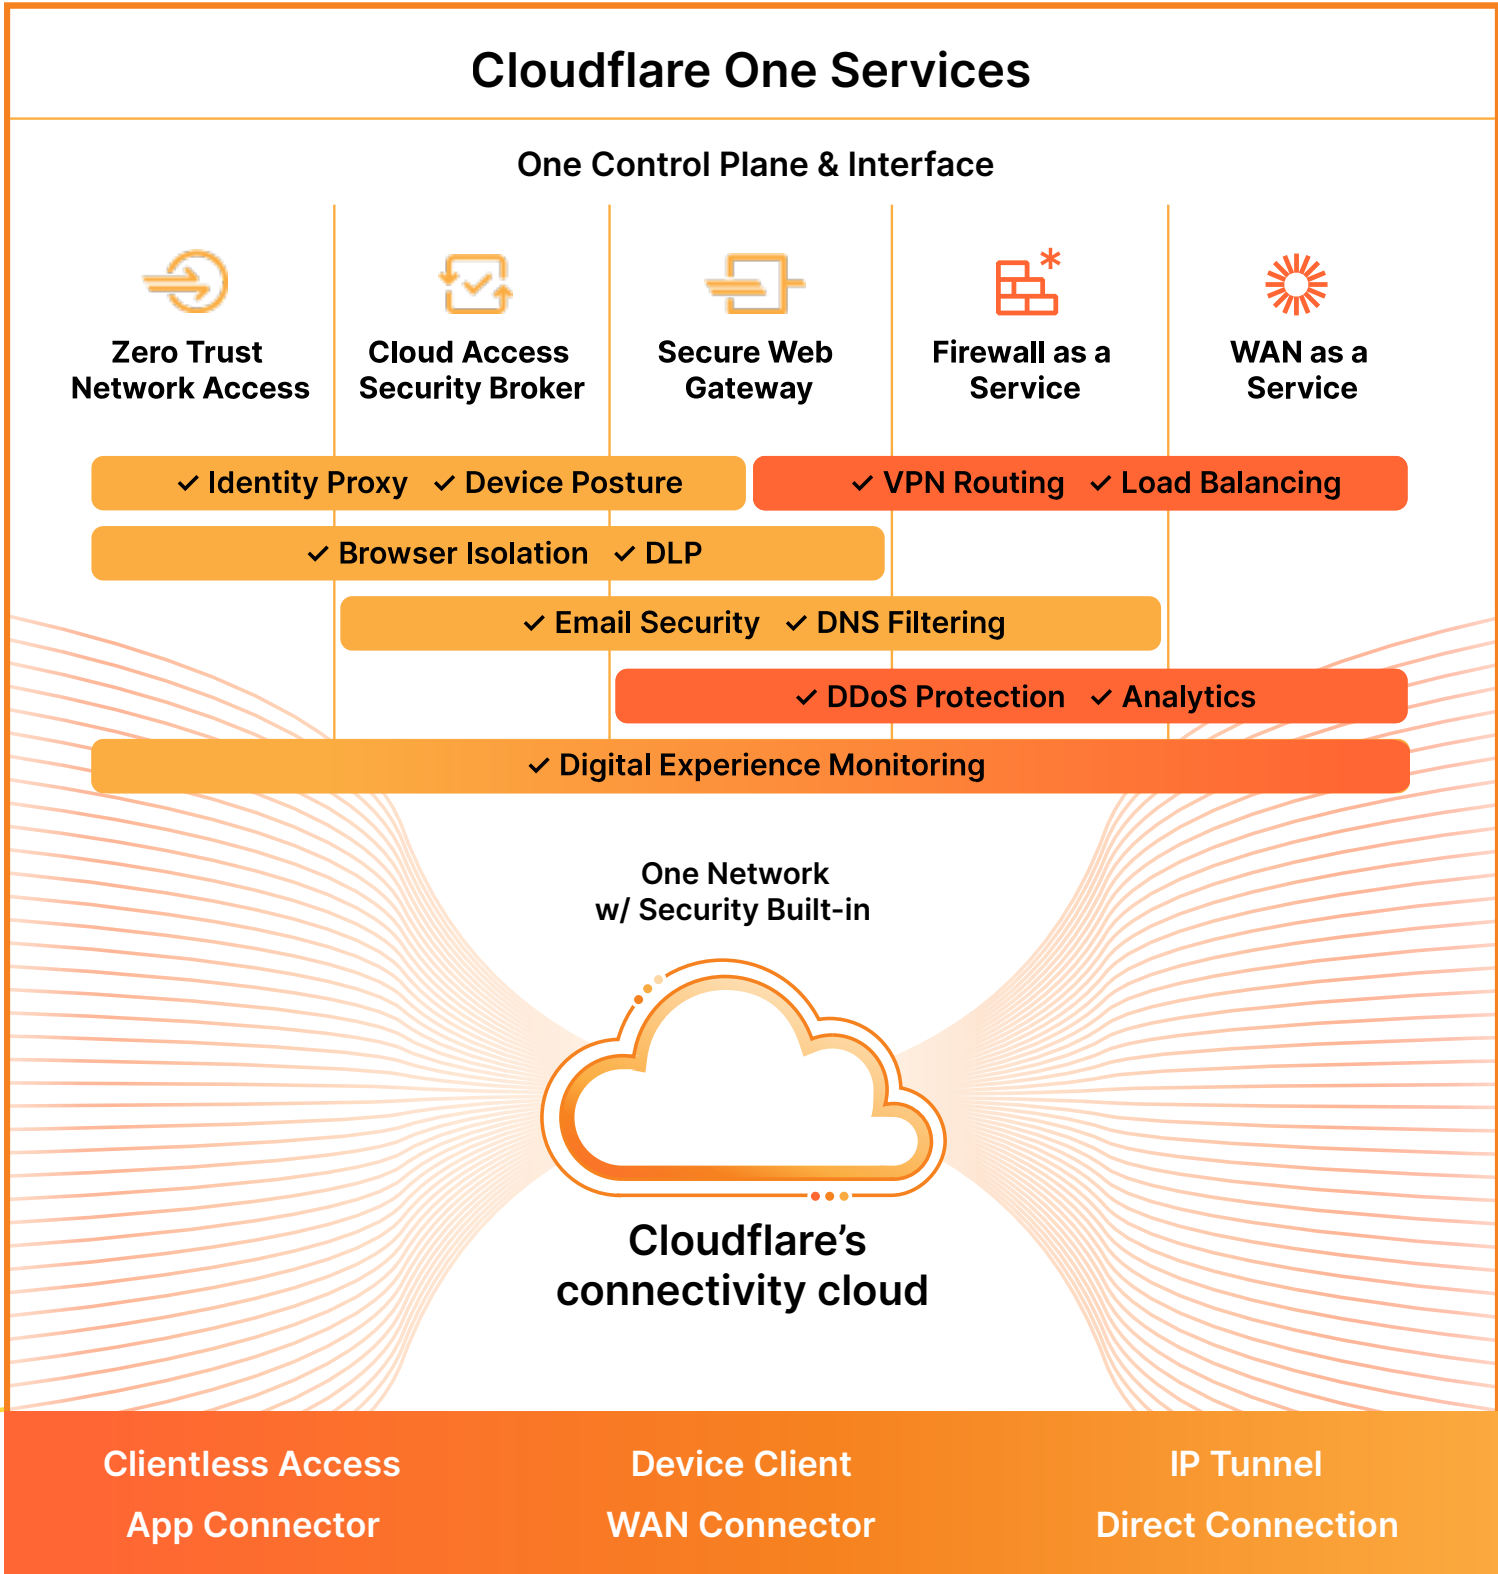 Cloudflare One Services
One Control Plane & Interface
Zero Trust
Network Access
Cloud Access
Security Broker
Secure Web
Gateway
Firewall as a
Service
WAN as a
Service
✓ Identity Proxy ✓ Device Posture
✓ VPN Routing ✓ Load Balancing
✓ Browser Isolation ✓ DLP
✓ Email Security ✓ DNS Filtering
✓ DDoS Protection ✓ Analytics
✓ Digital Experience Monitoring
One Network
w/ Security Built-in
Cloudflare’s
connectivity cloud
Clientless Access
Device Client
IP Tunnel
App Connector
WAN Connector
Direct Connection